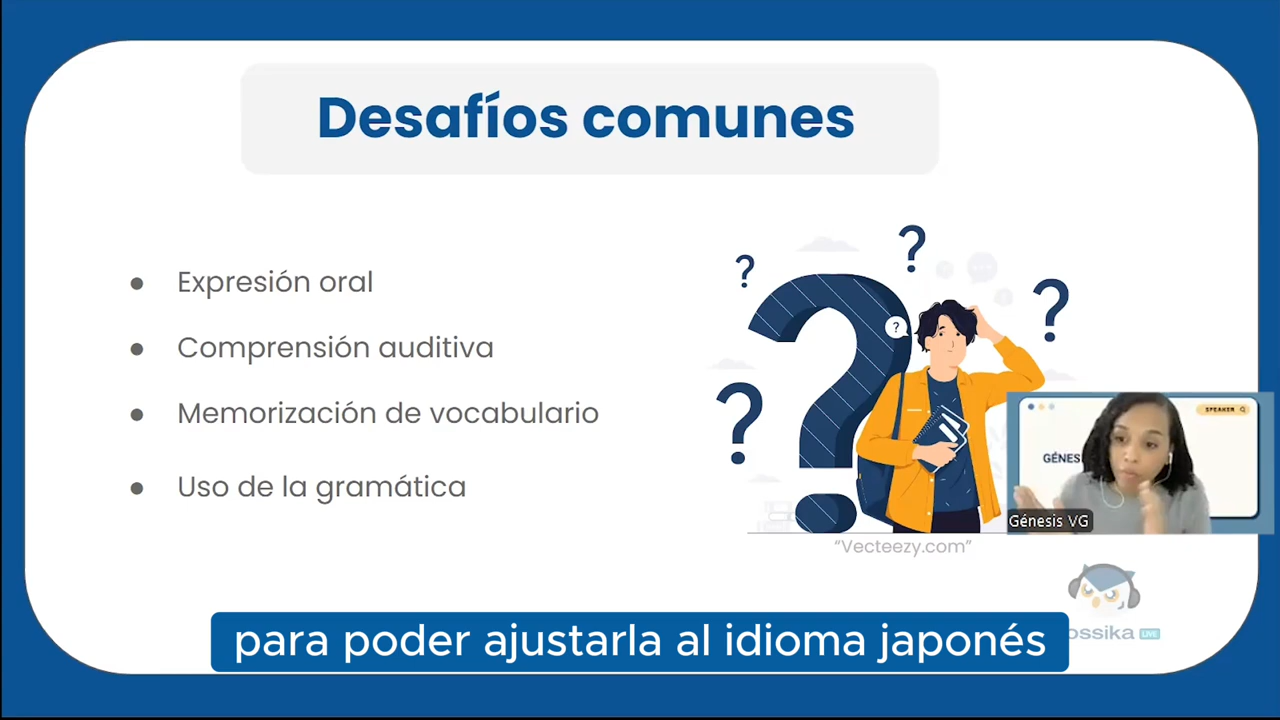 Desafíos comunes
● Expresión oral
● Comprensión auditiva
● Memorización de vocabulario
● Uso de la gramática
?
?
?
?
?
"Vecteezy.com"
SPEAKER
GÉNES
Génesis VG
ossika LIVE
para poder ajustarla al idioma japonés